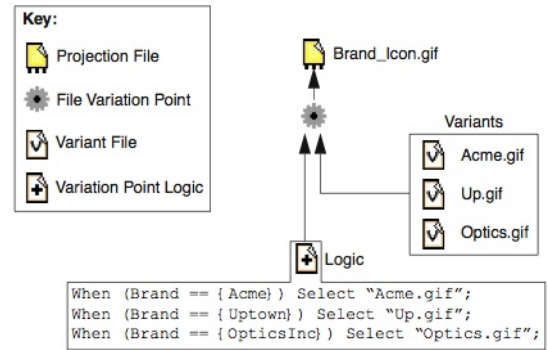 Key:
Projection File
File Variation Point
Variant File
Variation Point Logic
Brand_Icon.gif
Variants
Acme.gif
Up.gif
Optics.gif
Logic
When (Brand == {Acme}) Select “Acme.gif”;
When (Brand == {Uptown}) Select “Up.gif”;
When (Brand == {OpticsInc}) Select “Optics.gif”;